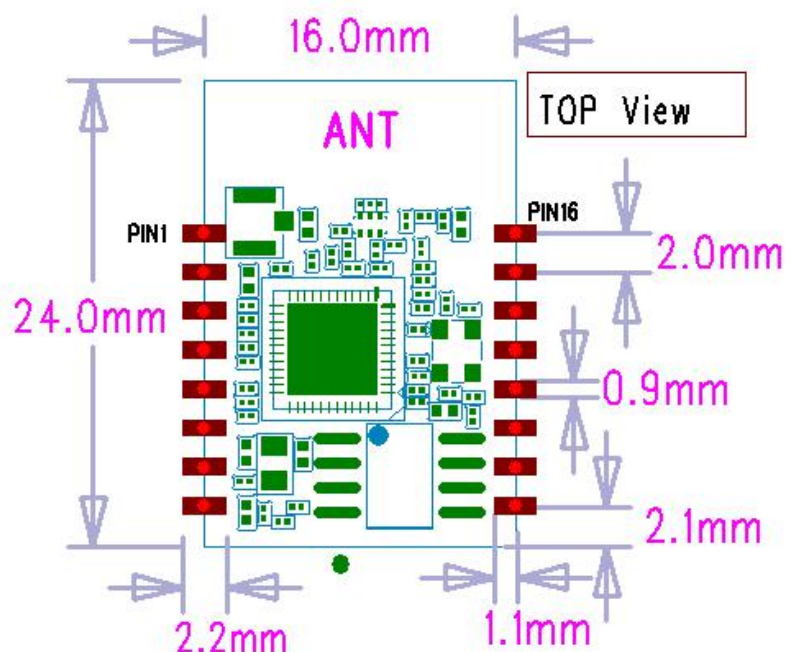 16.0mm
TOP View
ANT
PIN1
PIN16
2.0mm
24.0mm
0.9mm
2.1mm
2.2mm
1.1mm